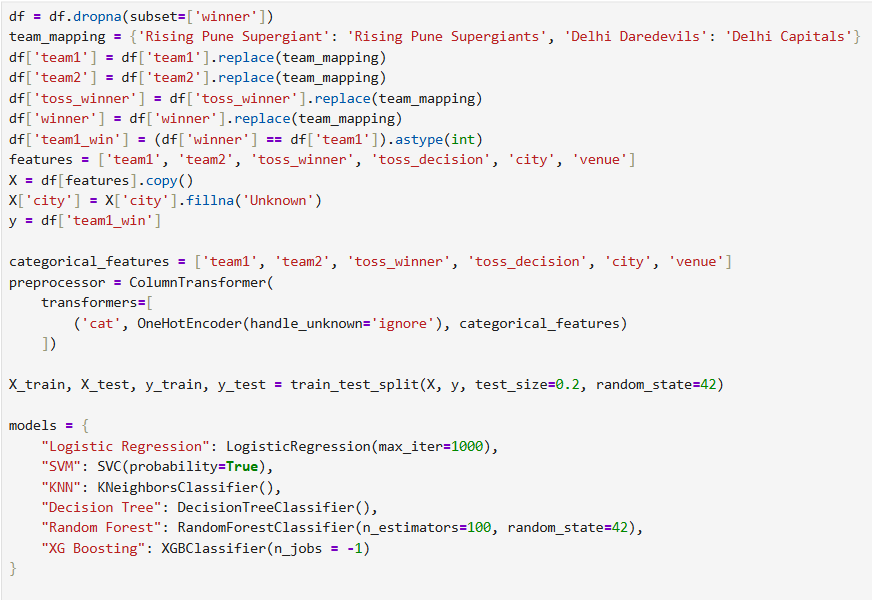 df = df.dropna(subset=['winner'])
team_mapping = {'Rising Pune Supergiant': 'Rising Pune Supergiants', 'Delhi Daredevils': 'Delhi Capitals'}
df['team1'] = df['team1'].replace(team_mapping)
df['team2'] = df['team2'].replace(team_mapping)
df['toss_winner'] = df['toss_winner'].replace(team_mapping)
df['winner'] = df['winner'].replace(team_mapping)
df['team1_win'] = (df['winner'] == df['team1']).astype(int)
features = ['team1', 'team2', 'toss_winner', 'toss_decision', 'city', 'venue']
X = df[features].copy()
X['city'] = X['city'].fillna('Unknown')
y = df['team1_win']

categorical_features = ['team1', 'team2', 'toss_winner', 'toss_decision', 'city', 'venue']
preprocessor = ColumnTransformer(
    transformers=[
        ('cat', OneHotEncoder(handle_unknown='ignore'), categorical_features)
    ])

X_train, X_test, y_train, y_test = train_test_split(X, y, test_size=0.2, random_state=42)

models = {
    "Logistic Regression": LogisticRegression(max_iter=1000),
    "SVM": SVC(probability=True),
    "KNN": KNeighborsClassifier(),
    "Decision Tree": DecisionTreeClassifier(),
    "Random Forest": RandomForestClassifier(n_estimators=100, random_state=42),
    "XG Boosting": XGBClassifier(n_jobs = -1)
}